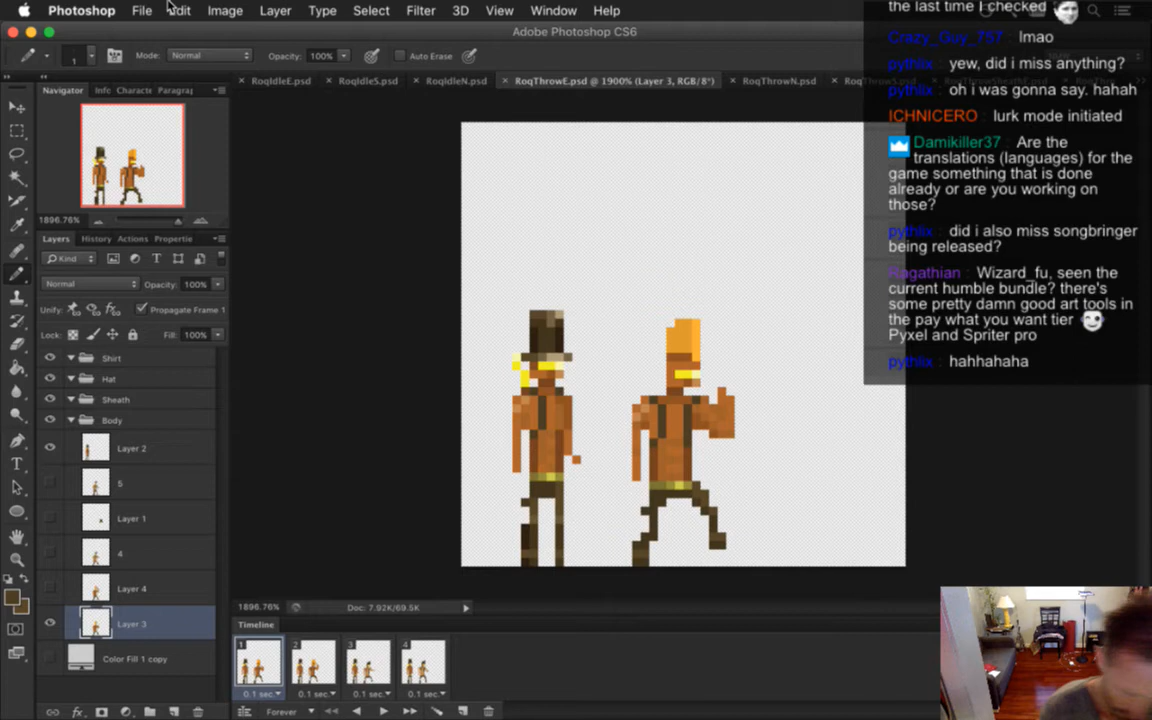 Photoshop File Edit Image Layer Type Select Filter 3D View Window Help
Adobe Photoshop CS6
1 Mode: Normal Opacity: 100% Auto Erase
RoqIdleE.psd RoqIdleS.psd RoqIdleN.psd RoqThrowE.psd @ 1900% (Layer 3, RGB/8*) RoqThrowN.psd
Navigator Info Characte Paragraj
1896.76%
Layers History Actions Propertie
Kind
Normal Opacity: 100%
Unify: Propagate Frame 1
Lock: Fill: 100%
Shirt
Hat
Sheath
Body
Layer 2
5
Layer 1
4
Layer 4
Layer 3
Color Fill 1 copy
1896.76% Doc: 7.92K/69.5K
Timeline
1 2 3 4
0.1 sec. 0.1 sec. 0.1 sec. 0.1 sec.
Forever
the last time I checked
Crazy_Guy_757 : lmao
pythiix : yew, did i miss anything?
pythiix : oh i was gonna say. hahah
ICHNICERO : lurk mode initiated
Damikiller37 : Are the
translations (languages) for the
game something that is done
already or are you working on
those?
pythiix : did i also miss songbringer
being released?
Ragathian : Wizard_fu, seen the
current humble bundle? there's
some pretty damn good art tools in
the pay what you want tier
Pyxel and Spriter pro
pythiix : hahhahaha